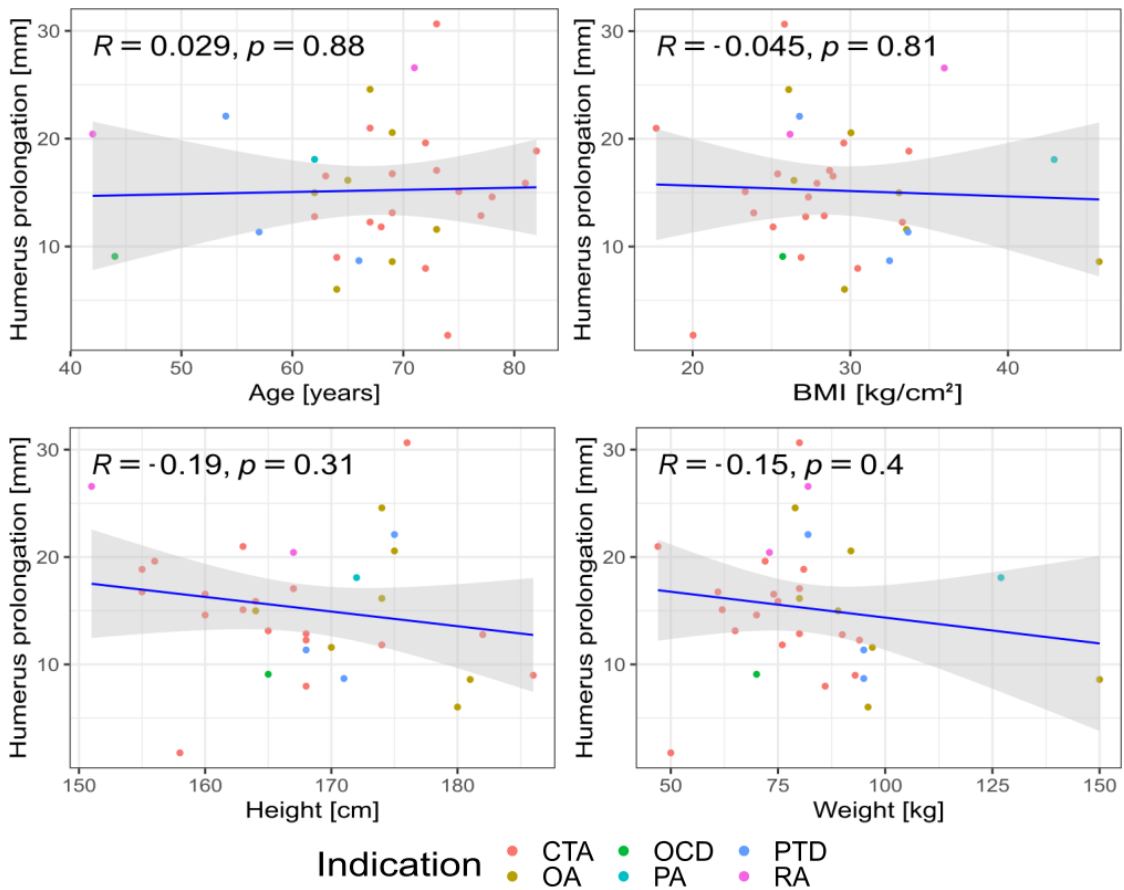 R = 0.029, p = 0.88
Humerus prolongation [mm]
30
20
10
40 50 60 70 80
Age [years]
R = -0.045, p = 0.81
Humerus prolongation [mm]
30
20
10
20 30 40
BMI [kg/cm²]
R = -0.19, p = 0.31
Humerus prolongation [mm]
30
20
10
150 160 170 180
Height [cm]
R = -0.15, p = 0.4
Humerus prolongation [mm]
30
20
10
50 75 100 125 150
Weight [kg]
Indication
CTA OCD PTD
OA PA RA